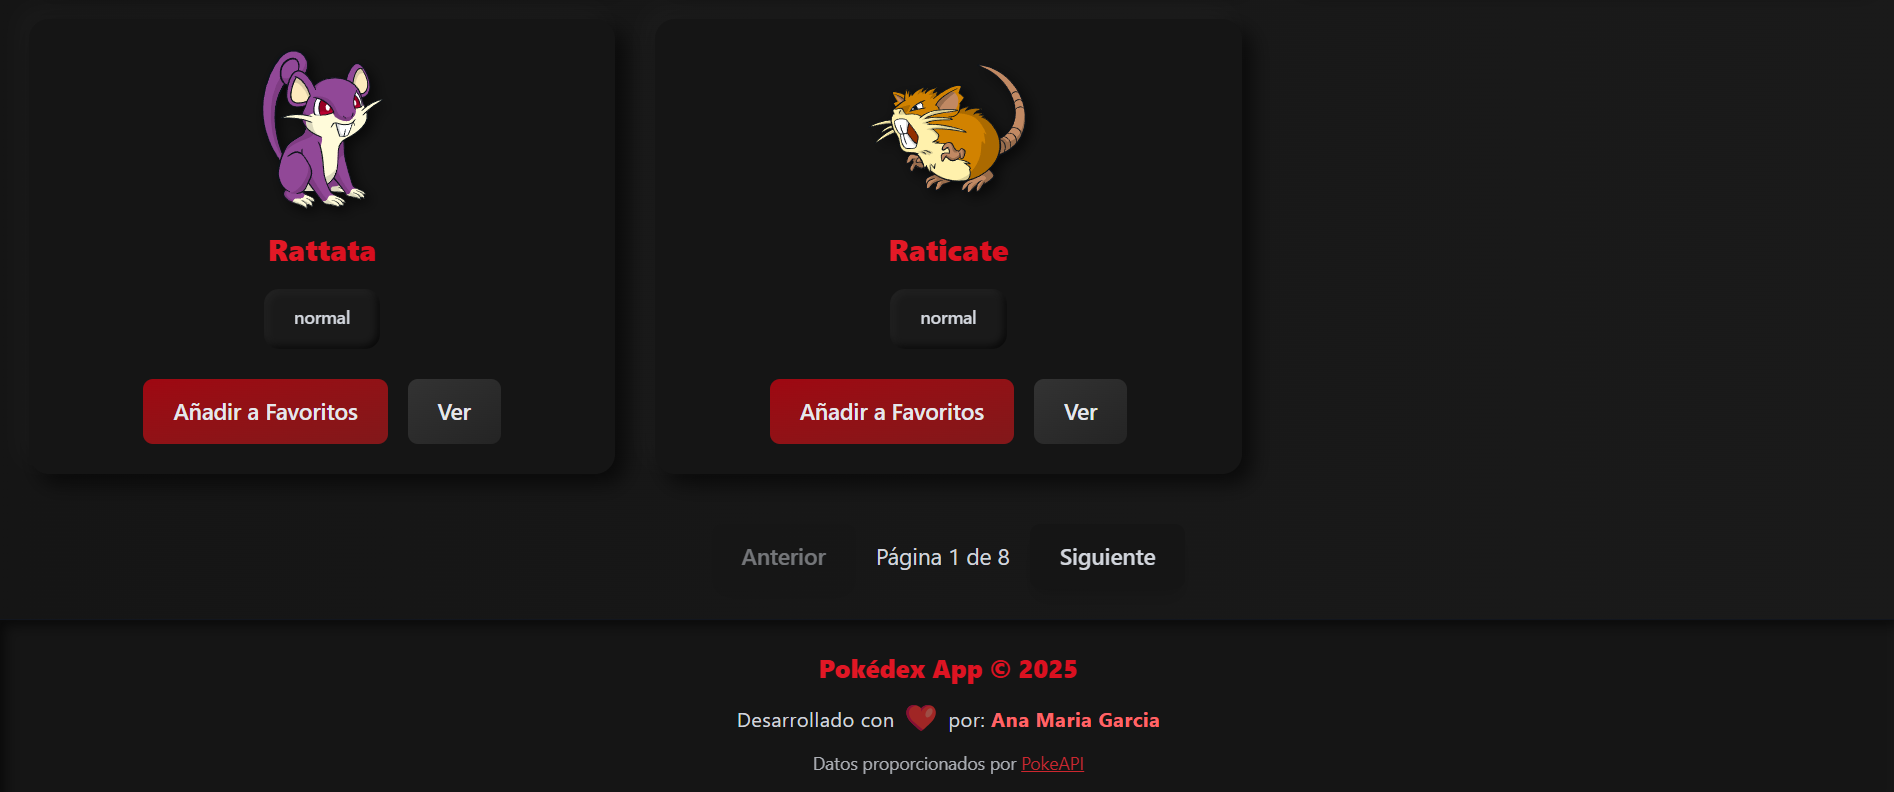 Rattata
normal
Añadir a Favoritos Ver
Raticate
normal
Añadir a Favoritos Ver
Anterior Página 1 de 8 Siguiente
Pokédex App © 2025
Desarrollado con ❤ por: Ana Maria Garcia
Datos proporcionados por PokeAPI